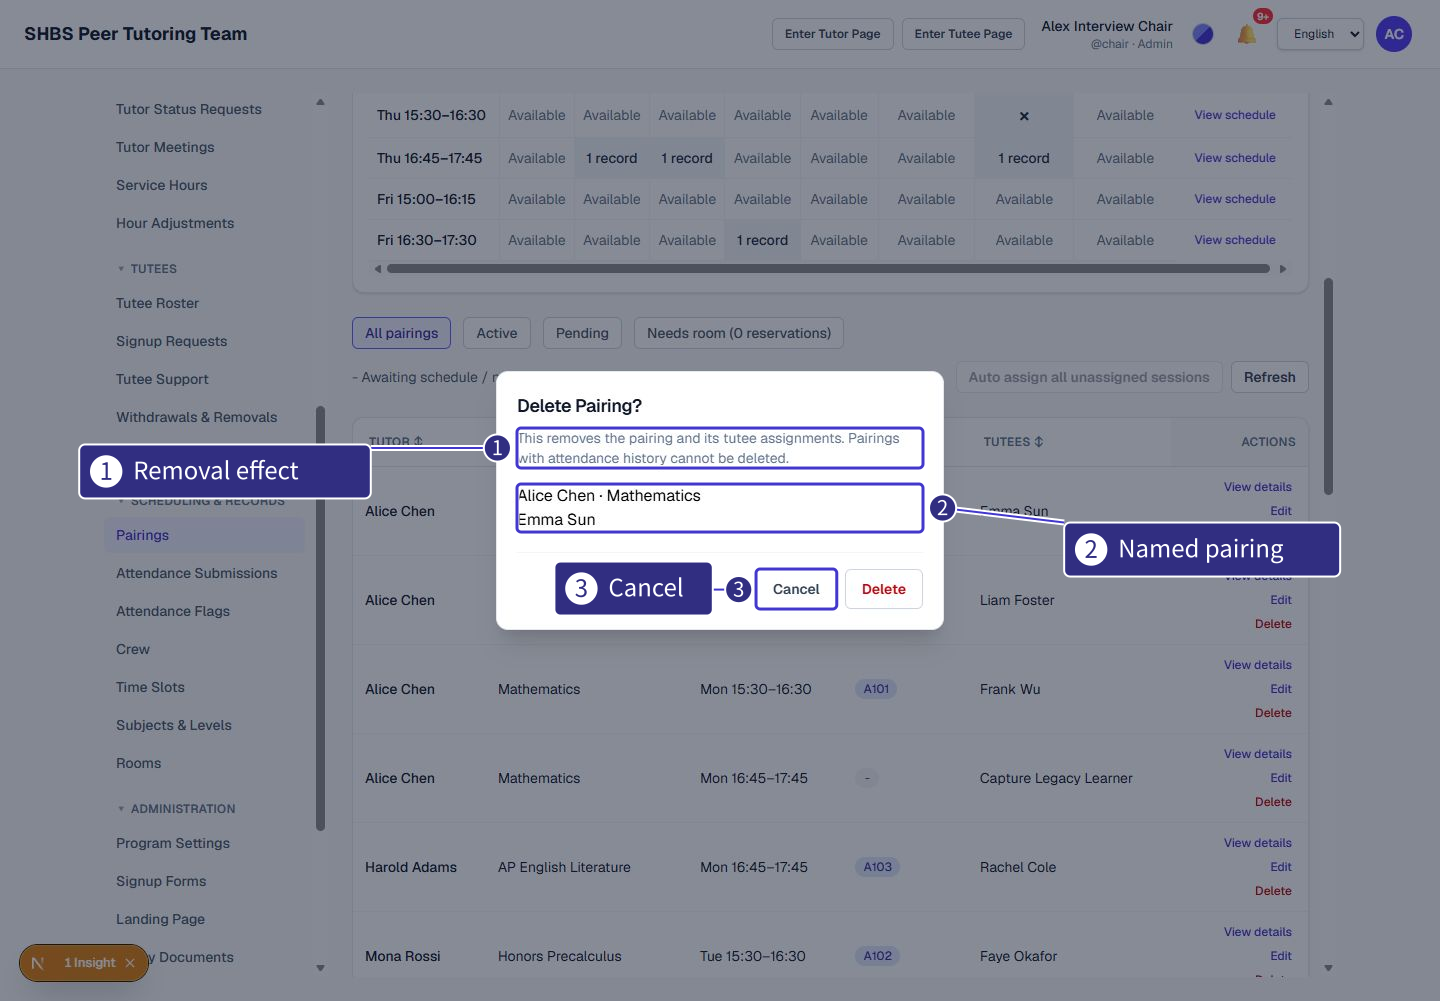 SHBS Peer Tutoring Team
Enter Tutor Page
Enter Tutee Page
Alex Interview Chair
@chair · Admin
9+
English
AC
Tutor Status Requests
Tutor Meetings
Service Hours
Hour Adjustments
TUTEES
Tutee Roster
Signup Requests
Tutee Support
Withdrawals & Removals
SCHEDULING & RECORDS
Pairings
Attendance Submissions
Attendance Flags
Crew
Time Slots
Subjects & Levels
Rooms
ADMINISTRATION
Program Settings
Signup Forms
Landing Page
Documents
N 1 Insight ×
Thu 15:30–16:30 Available Available Available Available Available Available × Available View schedule
Thu 16:45–17:45 Available 1 record 1 record Available Available Available 1 record Available View schedule
Fri 15:00–16:15 Available Available Available Available Available Available Available Available View schedule
Fri 16:30–17:30 Available Available Available 1 record Available Available Available Available View schedule
All pairings
Active
Pending
Needs room (0 reservations)
- Awaiting schedule /
Auto assign all unassigned sessions
Refresh
TUTOR TUTEES ACTIONS
View details
Alice Chen Emma Sun Edit
View details
Alice Chen Liam Foster Edit
Delete
View details
Alice Chen Mathematics Mon 15:30–16:30 A101 Frank Wu Edit
Delete
View details
Alice Chen Mathematics Mon 16:45–17:45 - Capture Legacy Learner Edit
Delete
View details
Harold Adams AP English Literature Mon 16:45–17:45 A103 Rachel Cole Edit
Delete
View details
Mona Rossi Honors Precalculus Tue 15:30–16:30 A102 Faye Okafor Edit
Delete
Delete Pairing?
This removes the pairing and its tutee assignments. Pairings
with attendance history cannot be deleted.
Alice Chen · Mathematics
Emma Sun
Cancel
Delete
1 Removal effect
1
2
2 Named pairing
3 Cancel
3